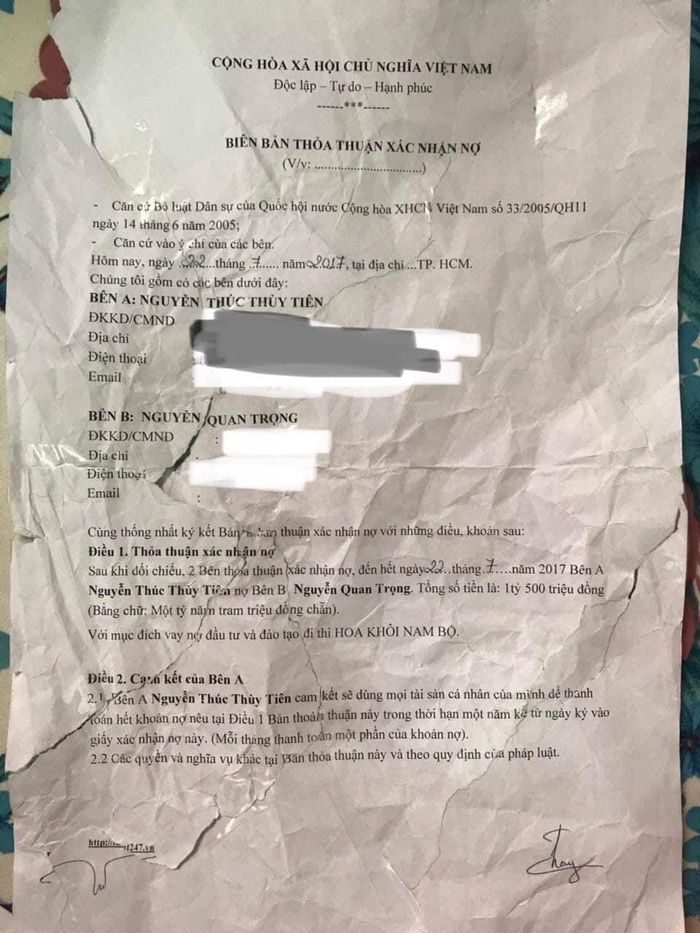 CỘNG HÒA XÃ HỘI CHỦ NGHĨA VIỆT NAM
Độc lập – Tự do – Hạnh phúc
------***------
BIÊN BẢN THỎA THUẬN XÁC NHẬN NỢ
(V/v: ..................................)
- Căn cứ Bộ luật Dân sự của Quốc hội nước Cộng hòa XHCN Việt Nam số 33/2005/QH11
ngày 14 tháng 6 năm 2005;
- Căn cứ vào ý chí của các bên.
Hôm nay, ngày .22...tháng .7...... năm 2017, tại địa chỉ ...TP. HCM.
Chúng tôi gồm có các bên dưới đây:
BÊN A: NGUYỄN THÚC THÙY TIÊN
ĐKKD/CMND
Địa chỉ
Điện thoại
Email
BÊN B: NGUYỄN QUAN TRỌNG
ĐKKD/CMND :
Địa chỉ
Điện thoại
Email :
Cùng thống nhất ký kết Bản thuận xác nhận nợ với những điều, khoản sau:
Điều 1. Thỏa thuận xác nhận nợ
Sau khi đối chiếu, 2 Bên thỏa thuận xác nhận nợ, đến hết ngày 22..tháng.7....năm 2017 Bên A
Nguyễn Thúc Thùy Tiên nợ Bên B Nguyễn Quan Trọng. Tổng số tiền là: 1tỷ 500 triệu đồng
(Bằng chữ: Một tỷ năm trăm triệu đồng chẵn).
Với mục đích vay nợ đầu tư và đào tạo đi thi HOA KHÔI NAM BỘ.
Điều 2. Cam kết của Bên A
2.1 Bên A Nguyễn Thúc Thùy Tiên cam kết sẽ dùng mọi tài sản cá nhân của mình để thanh
toán hết khoản nợ nêu tại Điều 1 Bản thoản thuận này trong thời hạn một năm kể từ ngày ký vào
giấy xác nhận nợ này. (Mỗi tháng thanh toán một phần của khoản nợ).
2.2 Các quyền và nghĩa vụ khác tại Bản thỏa thuận này và theo quy định của pháp luật.
t247.vn